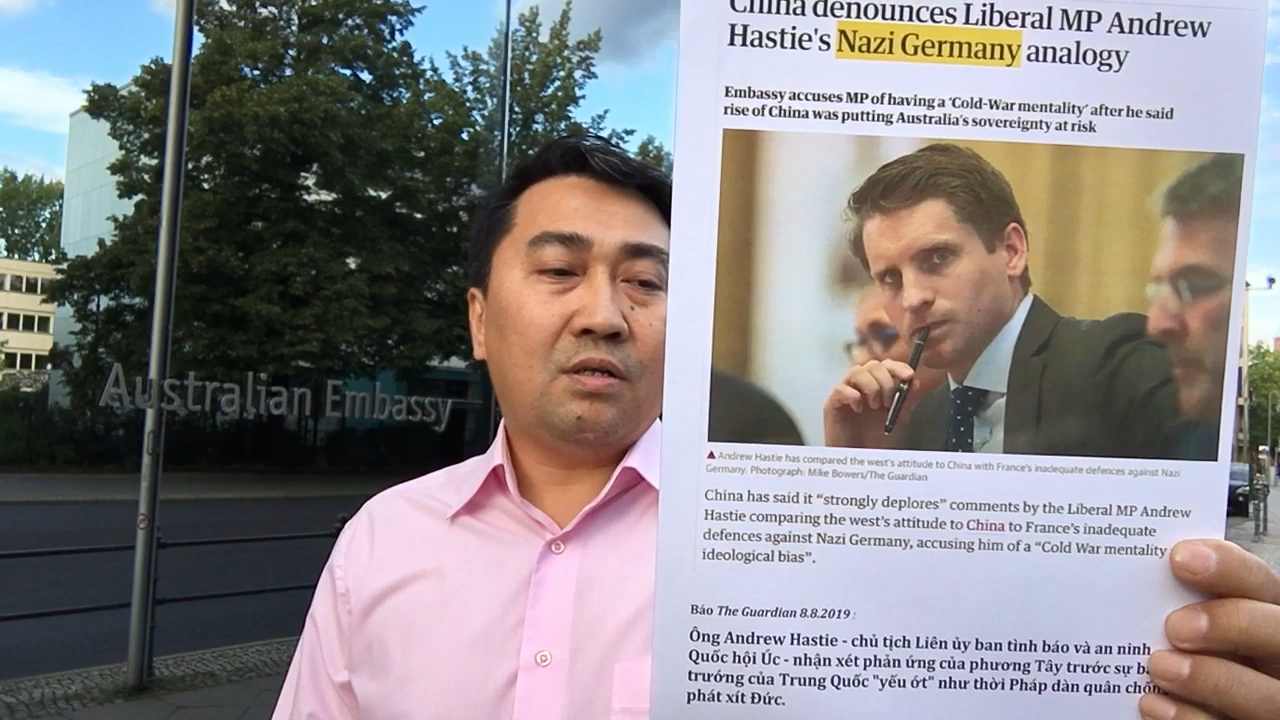 Australian Embassy
China denounces Liberal MP Andrew
Hastie's Nazi Germany analogy
Embassy accuses MP of having a ‘Cold-War mentality’ after he said
rise of China was putting Australia’s sovereignty at risk
▲ Andrew Hastie has compared the west’s attitude to China with France’s inadequate defences against Nazi
Germany. Photograph: Mike Bowers/The Guardian
China has said it “strongly deplores” comments by the Liberal MP Andrew
Hastie comparing the west’s attitude to China to France’s inadequate
defences against Nazi Germany, accusing him of a “Cold War mentality
ideological bias”.
Báo The Guardian 8.8.2019 :
Ông Andrew Hastie - chủ tịch Liên ủy ban tình báo và an ninh
Quốc hội Úc - nhận xét phản ứng của phương Tây trước sự
trướng của Trung Quốc "yếu ớt" như thời Pháp dàn quân chống
phát xít Đức.